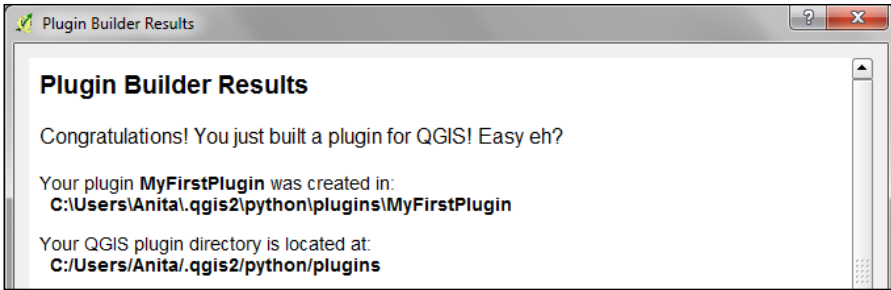 Plugin Builder Results
Plugin Builder Results
Congratulations! You just built a plugin for QGIS! Easy eh?
Your plugin MyFirstPlugin was created in:
C:\Users\Anita\.qgis2\python\plugins\MyFirstPlugin
Your QGIS plugin directory is located at:
C:/Users/Anita/.qgis2/python/plugins